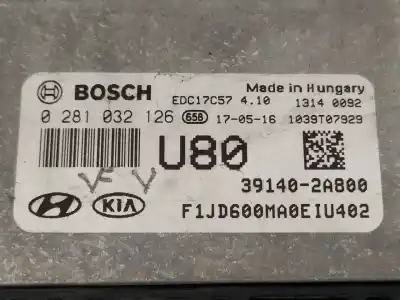 BOSCH
EDC17C57 4.10
Made in Hungary
1314 0092
0 281 032 126 658 17-05-16 1039T07929
U80
39140-2A800
KIA
F1JD600MA0EIU402